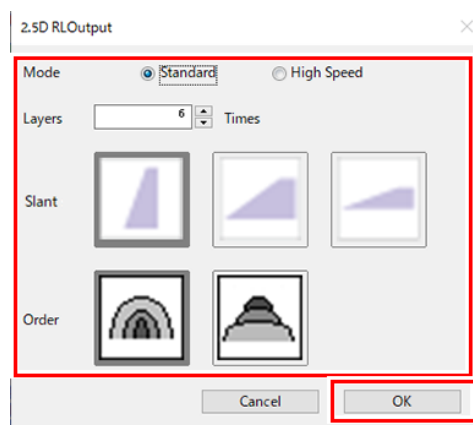 2.5D RLOutput
Mode Standard High Speed
Layers 6 Times
Slant
Order
Cancel OK